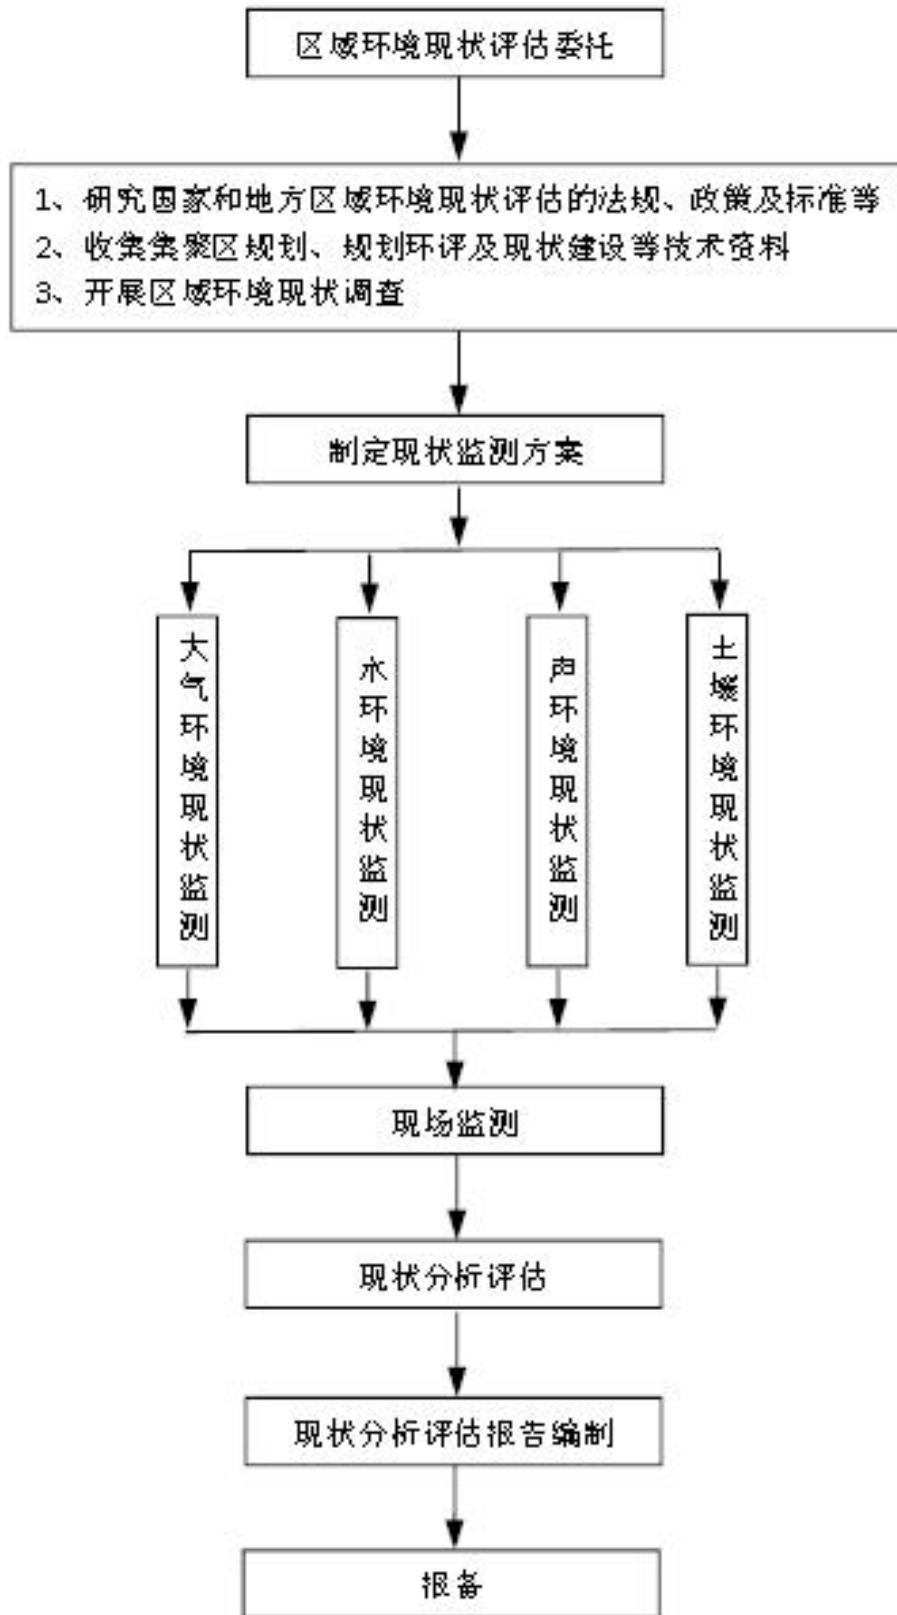 区域环境现状评估委托
1、研究国家和地方区域环境现状评估的法规、政策及标准等
2、收集集聚区规划、规划环评及现状建设等技术资料
3、开展区域环境现状调查
制定现状监测方案
大气环境现状监测
水环境现状监测
声环境现状监测
土壤环境现状监测
现场监测
现状分析评估
现状分析评估报告编制
报备